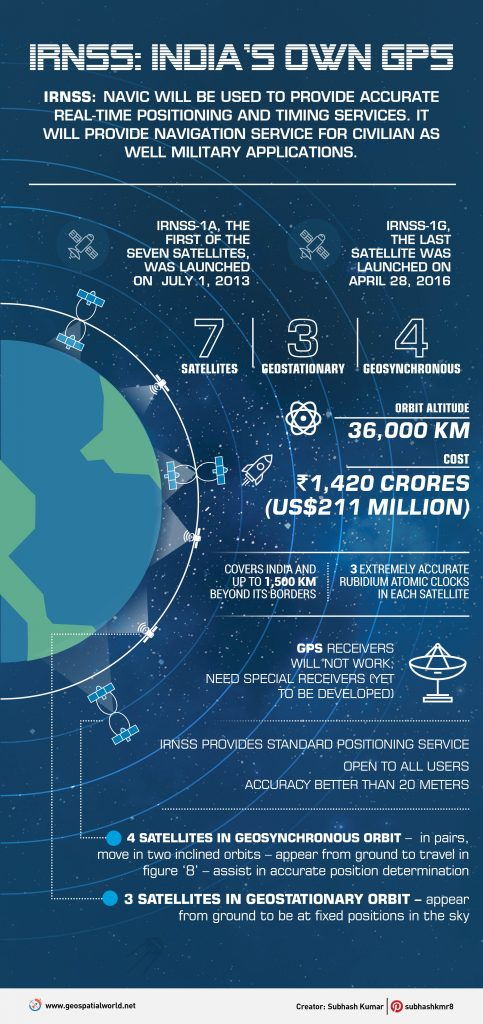 IRNSS: INDIA'S OWN GPS
IRNSS: NAVIC WILL BE USED TO PROVIDE ACCURATE
REAL-TIME POSITIONING AND TIMING SERVICES. IT
WILL PROVIDE NAVIGATION SERVICE FOR CIVILIAN AS
WELL MILITARY APPLICATIONS.
IRNSS-1A, THE
FIRST OF THE
SEVEN SATELLITES,
WAS LAUNCHED
ON JULY 1, 2013
IRNSS-1G,
THE LAST
SATELLITE WAS
LAUNCHED ON
APRIL 28, 2016
7
SATELLITES
3
GEOSTATIONARY
4
GEOSYNCHRONOUS
ORBIT ALTITUDE
36,000 KM
COST
₹1,420 CRORES
(US$211 MILLION)
COVERS INDIA AND
UP TO 1,500 KM
BEYOND ITS BORDERS
3 EXTREMELY ACCURATE
RUBIDIUM ATOMIC CLOCKS
IN EACH SATELLITE
GPS RECEIVERS
WILL NOT WORK;
NEED SPECIAL RECEIVERS (YET
TO BE DEVELOPED)
IRNSS PROVIDES STANDARD POSITIONING SERVICE
OPEN TO ALL USERS
ACCURACY BETTER THAN 20 METERS
4 SATELLITES IN GEOSYNCHRONOUS ORBIT – in pairs,
move in two inclined orbits – appear from ground to travel in
figure '8' – assist in accurate position determination
3 SATELLITES IN GEOSTATIONARY ORBIT – appear
from ground to be at fixed positions in the sky
www.geospatialworld.net
Creator: Subhash Kumar
subhashkmr8